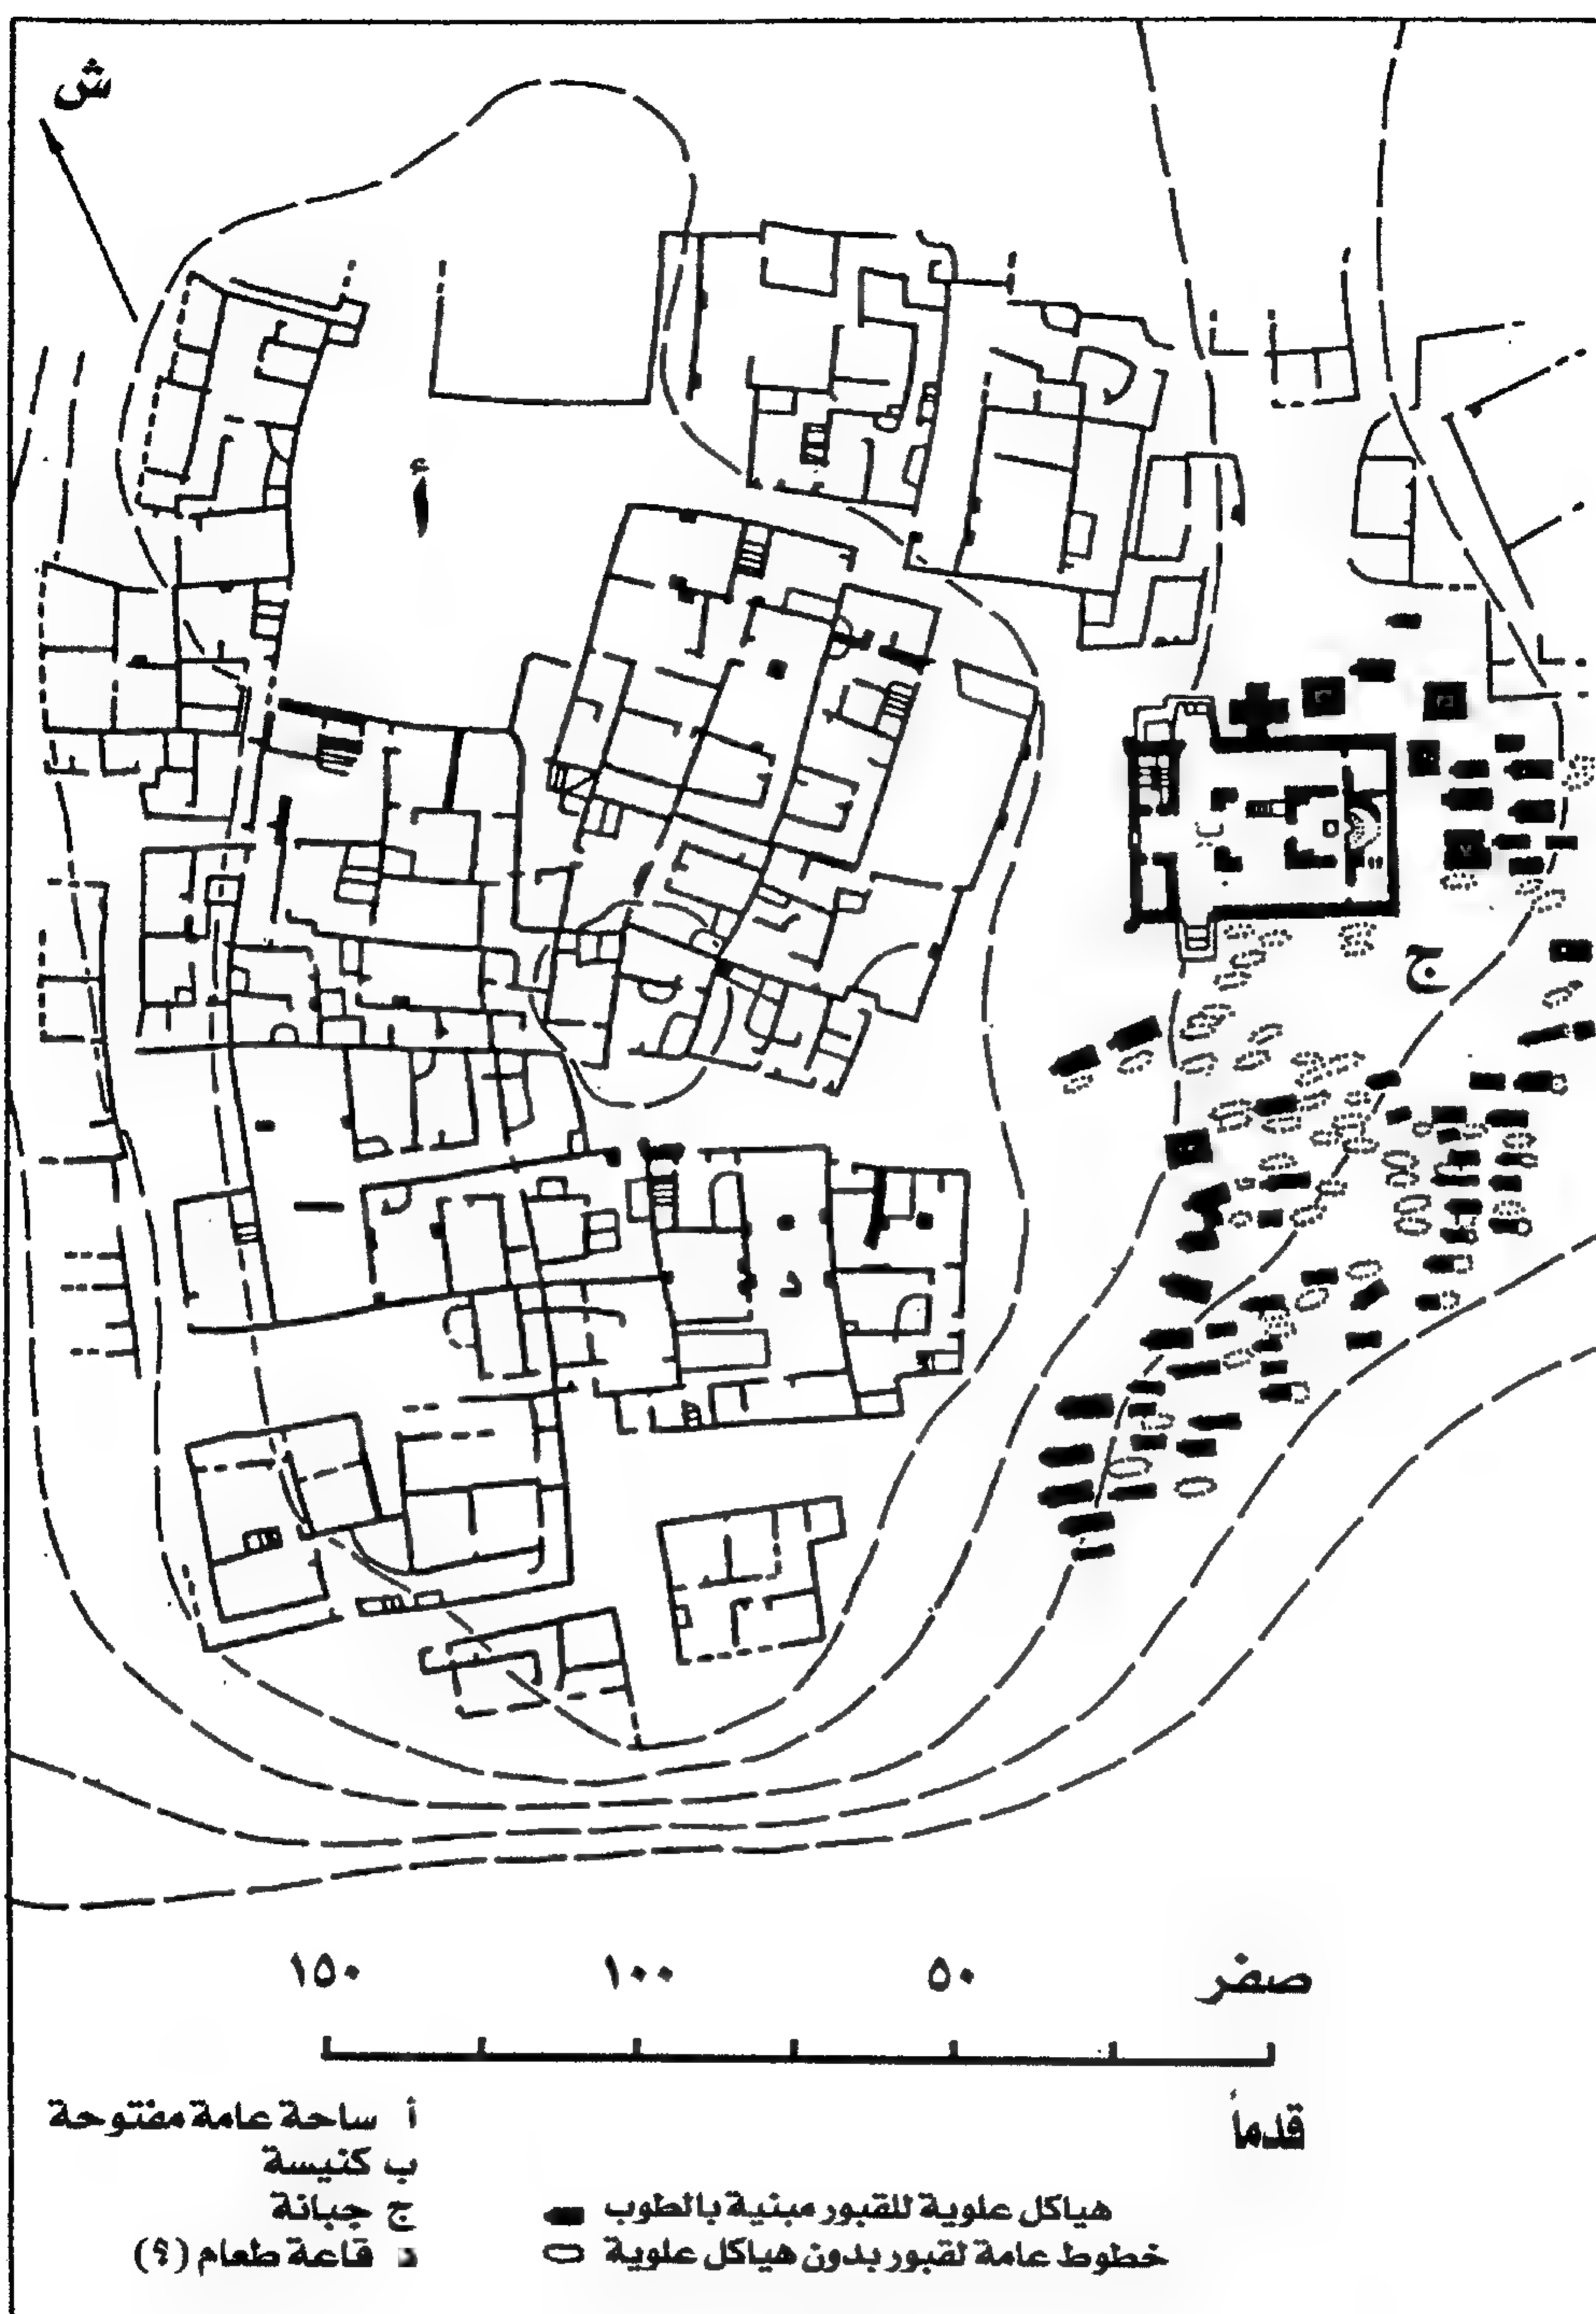 ش
أ
ج
د
صفر ٥٠ ١٠٠ ١٥٠
قدماً
أ ساحة عامة مفتوحة
ب كنيسة
ج جبانة
د قاعة طعام (؟)
هياكل علوية للقبور مبنية بالطوب
خطوط عامة لقبور بدون هياكل علوية